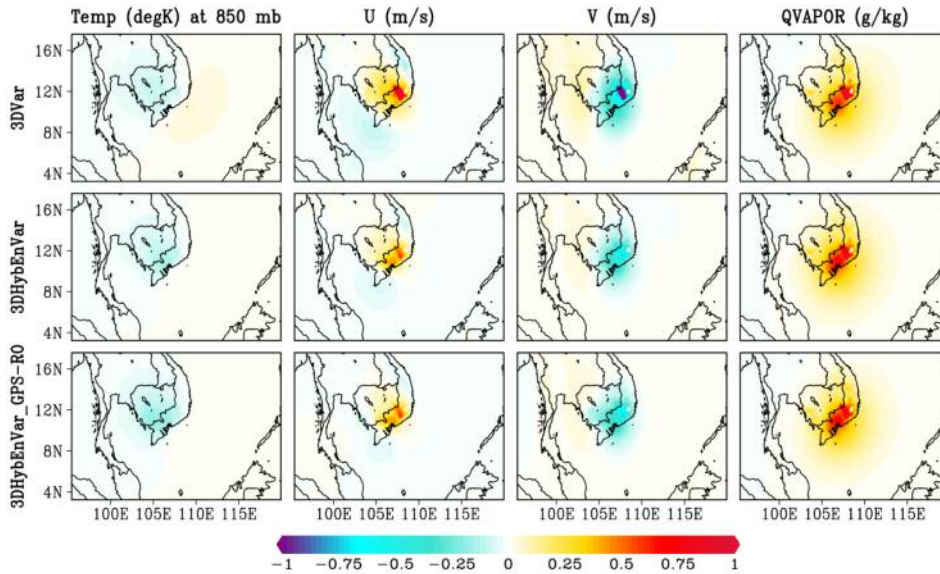 Temp (degK) at 850 mb U (m/s) V (m/s) QVAPOR (g/kg)
3DVar
16N
12N
8N
4N
3DHybEnVar
16N
12N
8N
4N
3DHybEnVar_GPS-RO
16N
12N
8N
4N
100E 105E 110E 115E 100E 105E 110E 115E 100E 105E 110E 115E 100E 105E 110E 115E
−1 −0.75 −0.5 −0.25 0 0.25 0.5 0.75 1